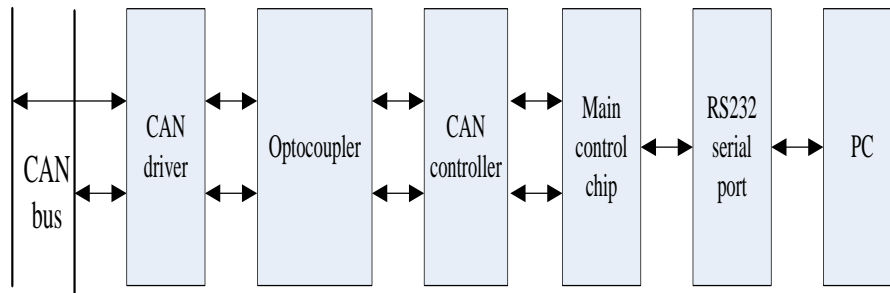 CAN
bus
CAN
driver
Optocoupler
CAN
controller
Main
control
chip
RS232
serial
port
PC